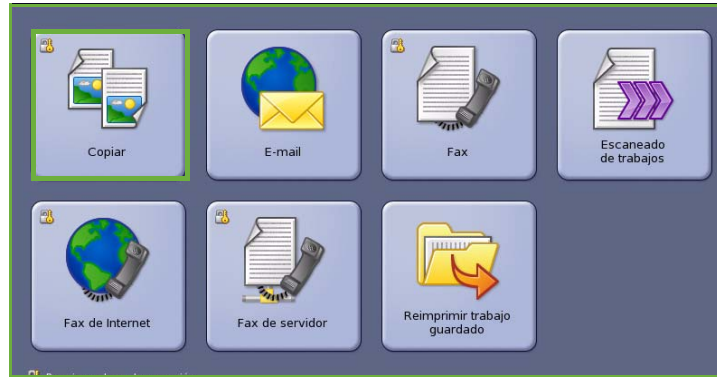 Copiar
E-mail
Fax
Escaneado
de trabajos
Fax de Internet
Fax de servidor
Reimprimir trabajo
guardado